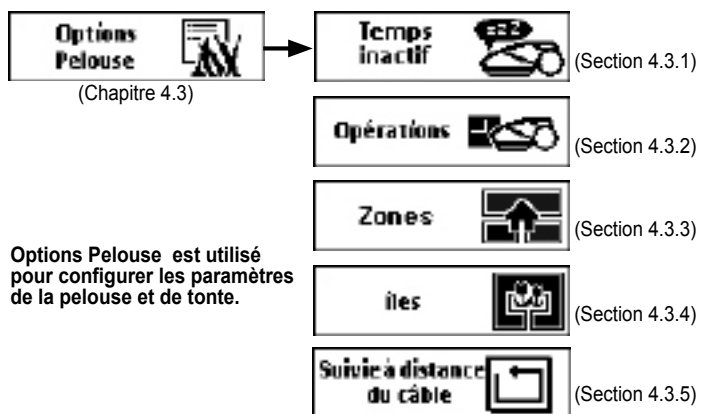 Options
Pelouse
(Chapitre 4.3)
Temps
inactif
(Section 4.3.1)
Opérations
(Section 4.3.2)
Zones
(Section 4.3.3)
Options Pelouse est utilisé
pour configurer les paramètres
de la pelouse et de tonte.
îles
(Section 4.3.4)
Suivie à distance
du câble
(Section 4.3.5)